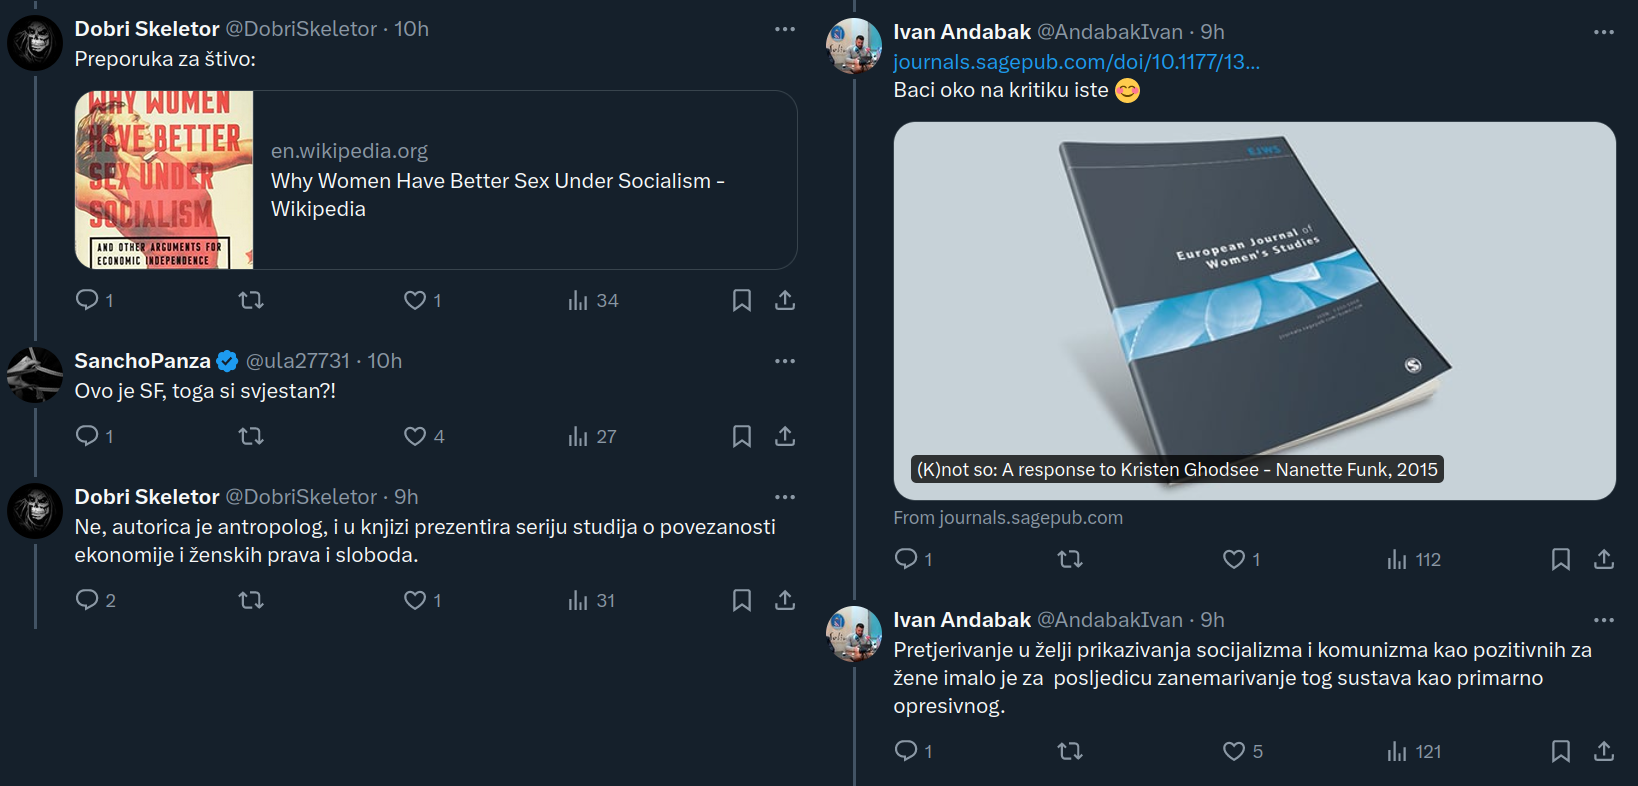 Dobri Skeletor @DobriSkeletor · 10h
Preporuka za štivo:
WHY WOMEN
HAVE BETTER
SEX UNDER
SOCIALISM
AND OTHER ARGUMENTS FOR
ECONOMIC INDEPENDENCE
en.wikipedia.org
Why Women Have Better Sex Under Socialism -
Wikipedia
1 1 34
SanchoPanza @ula27731 · 10h
Ovo je SF, toga si svjestan?!
1 4 27
Dobri Skeletor @DobriSkeletor · 9h
Ne, autorica je antropolog, i u knjizi prezentira seriju studija o povezanosti
ekonomije i ženskih prava i sloboda.
2 1 31
Ivan Andabak @AndabakIvan · 9h
journals.sagepub.com/doi/10.1177/13...
Baci oko na kritiku iste 😊
EJWS
European Journal of
Women's Studies
(K)not so: A response to Kristen Ghodsee - Nanette Funk, 2015
From journals.sagepub.com
1 1 112
Ivan Andabak @AndabakIvan · 9h
Pretjerivanje u želji prikazivanja socijalizma i komunizma kao pozitivnih za
žene imalo je za  posljedicu zanemarivanje tog sustava kao primarno
opresivnog.
1 5 121